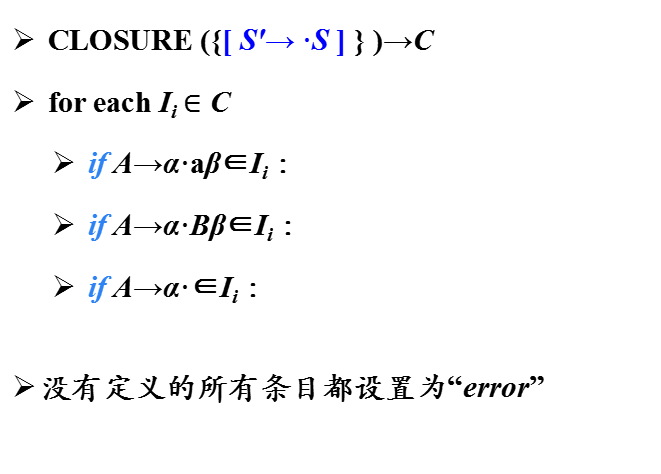 ➢ CLOSURE ({[ S'→ ·S ] } )→C
➢ for each Iᵢ ∈ C
➢ if A→α·aβ∈Iᵢ :
➢ if A→α·Bβ∈Iᵢ :
➢ if A→α· ∈Iᵢ :
➢ 没有定义的所有条目都设置为“error”